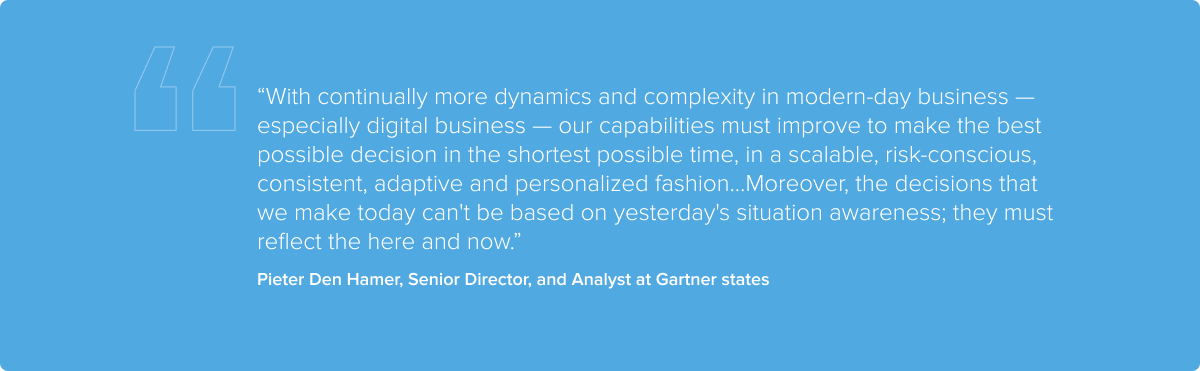 “With continually more dynamics and complexity in modern-day business —
especially digital business — our capabilities must improve to make the best
possible decision in the shortest possible time, in a scalable, risk-conscious,
consistent, adaptive and personalized fashion...Moreover, the decisions that
we make today can't be based on yesterday's situation awareness; they must
reflect the here and now.”
Pieter Den Hamer, Senior Director, and Analyst at Gartner states